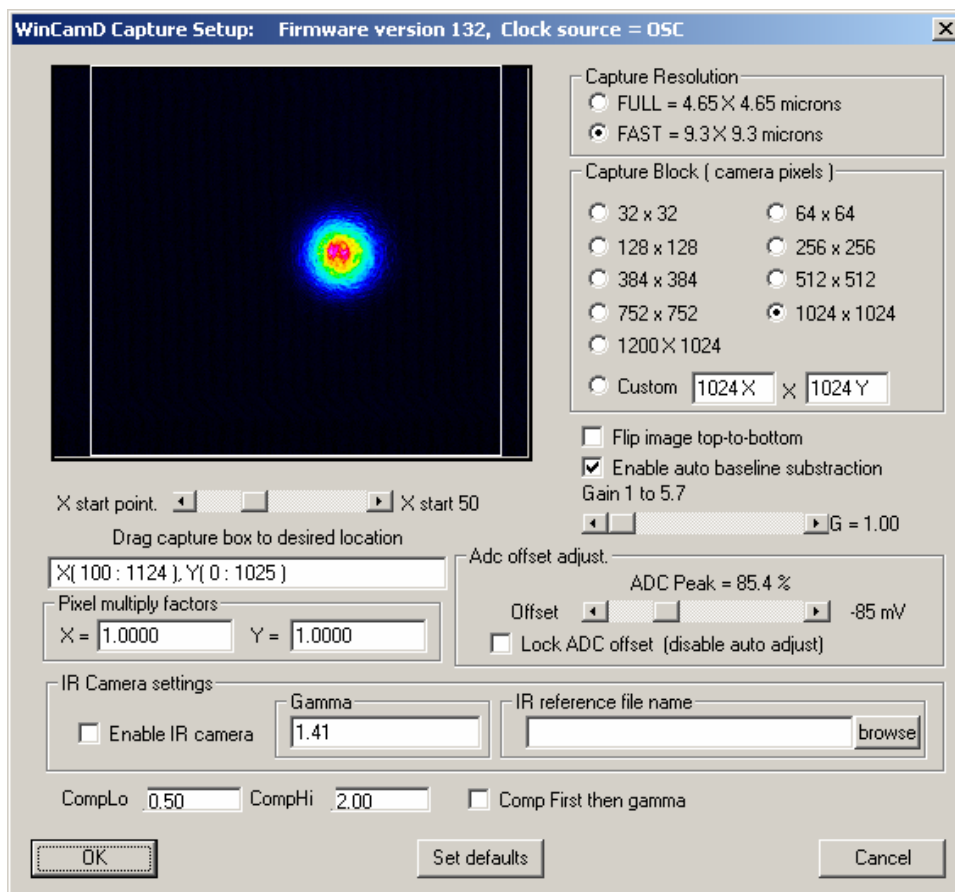 WinCamD Capture Setup: Firmware version 132, Clock source = OSC
Capture Resolution
FULL = 4.65 X 4.65 microns
FAST = 9.3 X 9.3 microns
Capture Block ( camera pixels )
32 x 32
64 x 64
128 x 128
256 x 256
384 x 384
512 x 512
752 x 752
1024 x 1024
1200 X 1024
Custom 1024 X X 1024 Y
Flip image top-to-bottom
Enable auto baseline substraction
Gain 1 to 5.7
G = 1.00
X start point. X start 50
Drag capture box to desired location
X( 100 : 1124 ), Y( 0 : 1025 )
Pixel multiply factors
X = 1.0000 Y = 1.0000
Adc offset adjust.
ADC Peak = 85.4 %
Offset -85 mV
Lock ADC offset (disable auto adjust)
IR Camera settings
Enable IR camera
Gamma
1.41
IR reference file name
browse
CompLo 0.50 CompHi 2.00 Comp First then gamma
OK Set defaults Cancel